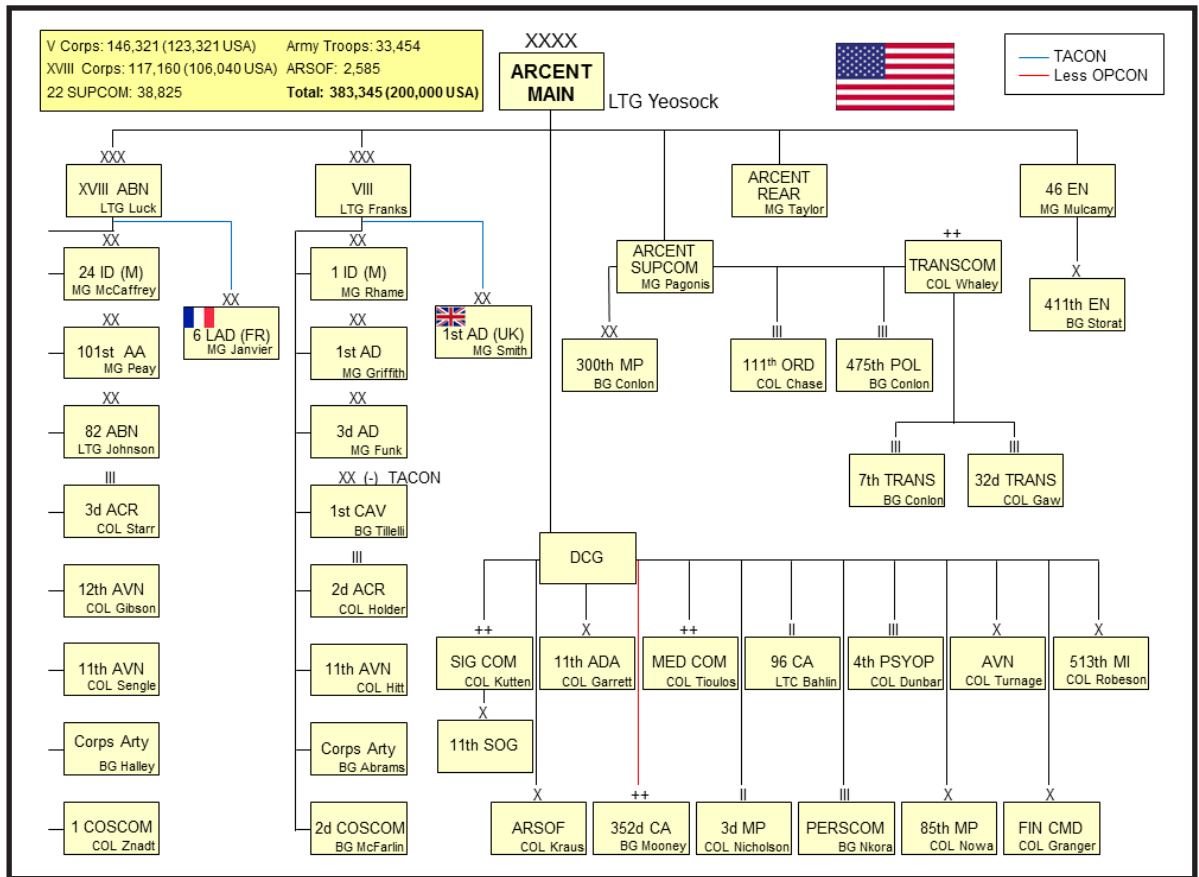 V Corps: 146,321 (123,321 USA) Army Troops: 33,454
XVIII Corps: 117,160 (106,040 USA) ARSOF: 2,585
22 SUPCOM: 38,825 Total: 383,345 (200,000 USA)
XXXX
ARCENT
MAIN
LTG Yeosock
TACON
Less OPCON
XXX
XVIII ABN
LTG Luck
XX
24 ID (M)
MG McCaffrey
XX
6 LAD (FR)
MG Janvier
XX
101st AA
MG Peay
XX
82 ABN
LTG Johnson
III
3d ACR
COL Starr
12th AVN
COL Gibson
11th AVN
COL Sengle
Corps Arty
BG Halley
1 COSCOM
COL Znadt
XXX
VIII
LTG Franks
XX
1 ID (M)
MG Rhame
XX
1st AD (UK)
MG Smith
XX
1st AD
MG Griffith
XX
3d AD
MG Funk
XX (-) TACON
1st CAV
BG Tillelli
III
2d ACR
COL Holder
11th AVN
COL Hitt
Corps Arty
BG Abrams
2d COSCOM
BG McFarlin
ARCENT
SUPCOM
MG Pagonis
ARCENT
REAR
MG Taylor
++
TRANSCOM
COL Whaley
46 EN
MG Mulcamy
X
411th EN
BG Storat
XX
300th MP
BG Conlon
III
111th ORD
COL Chase
III
475th POL
BG Conlon
III
7th TRANS
BG Conlon
III
32d TRANS
COL Gaw
DCG
++
SIG COM
COL Kutten
X
11th SOG
X
11th ADA
COL Garrett
++
MED COM
COL Tioulos
II
96 CA
LTC Bahlin
III
4th PSYOP
COL Dunbar
X
AVN
COL Turnage
X
513th MI
COL Robeson
X
ARSOF
COL Kraus
++
352d CA
BG Mooney
II
3d MP
COL Nicholson
III
PERSCOM
BG Nkora
X
85th MP
COL Nowa
X
FIN CMD
COL Granger